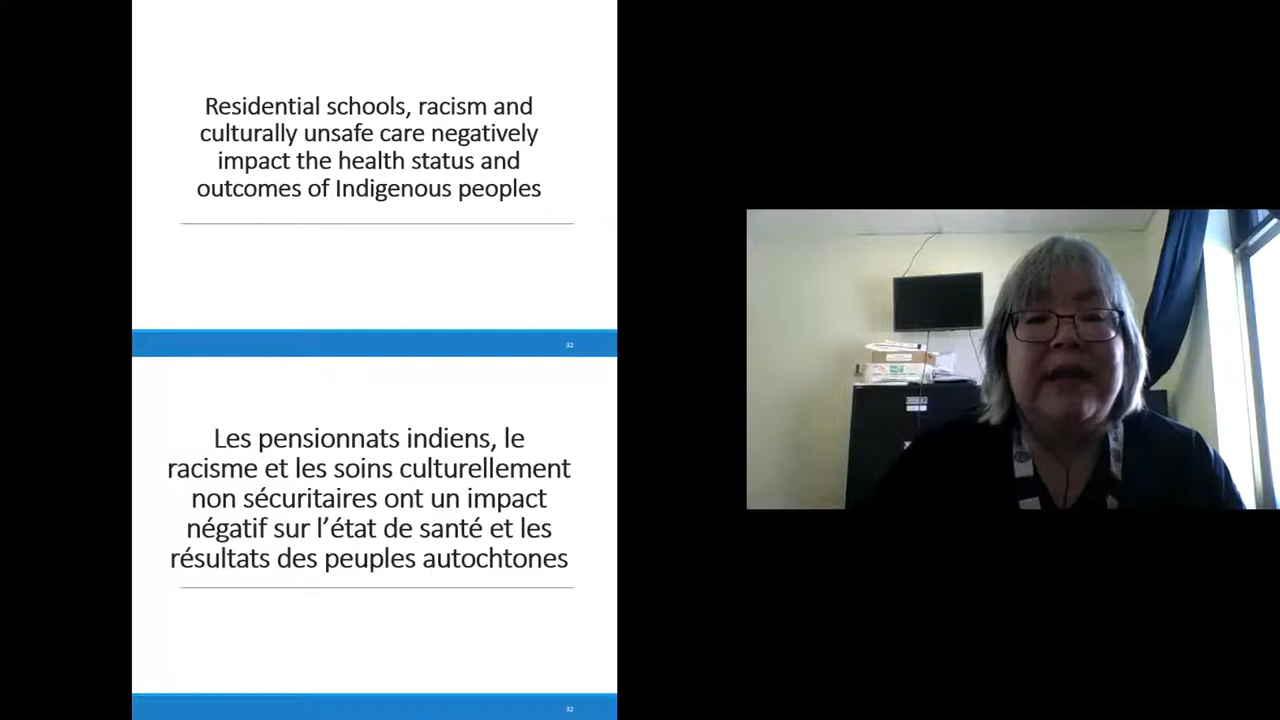 Residential schools, racism and
culturally unsafe care negatively
impact the health status and
outcomes of Indigenous peoples
32
Les pensionnats indiens, le
racisme et les soins culturellement
non sécuritaires ont un impact
négatif sur l'état de santé et les
résultats des peuples autochtones
32